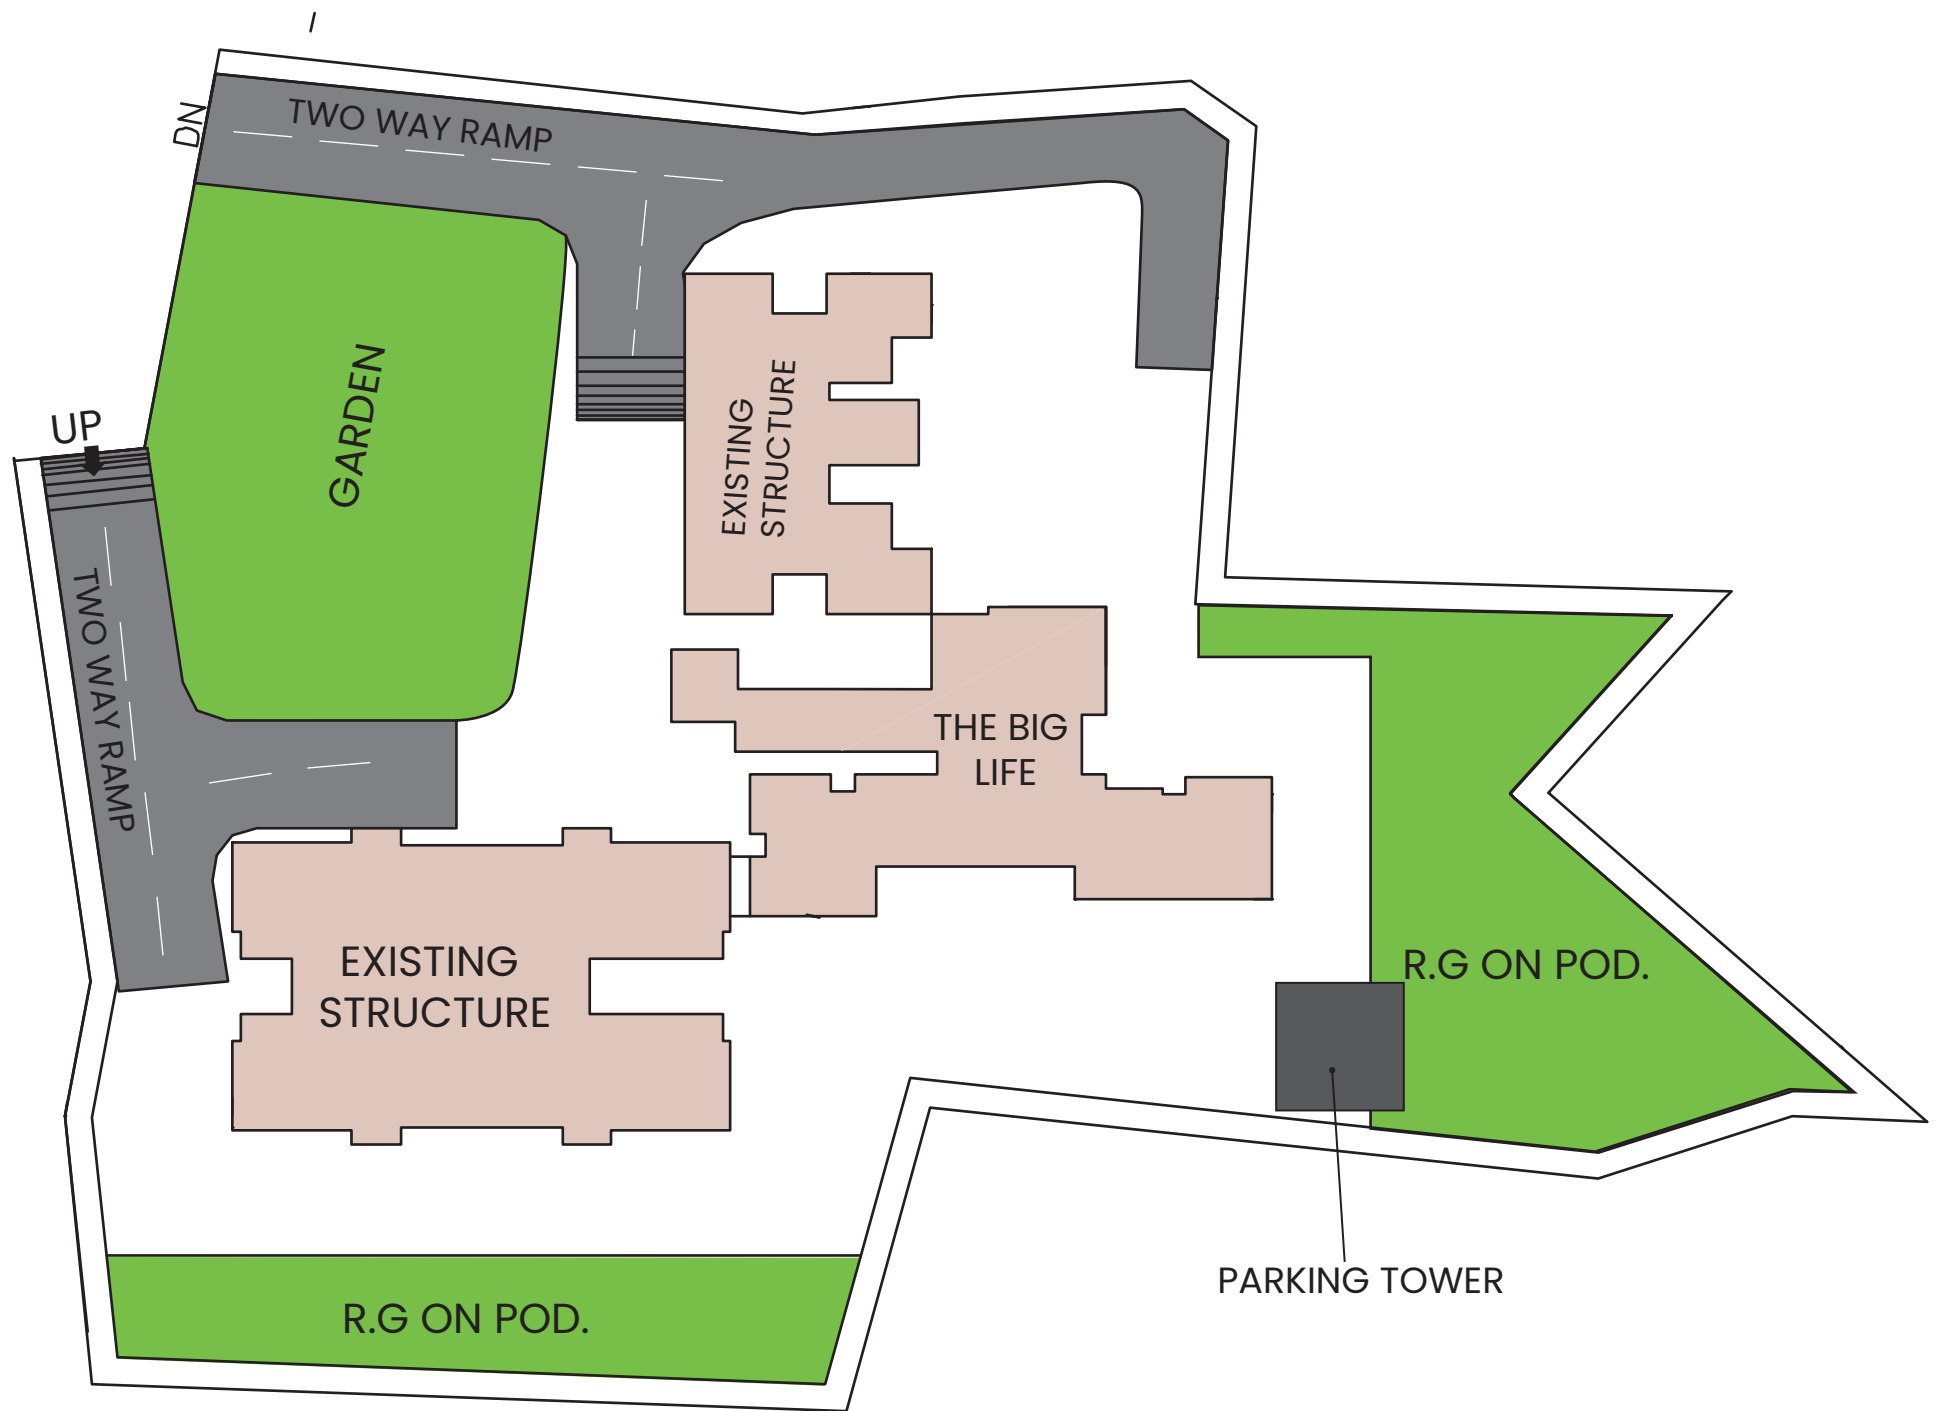 TWO WAY RAMP
DN
GARDEN
EXISTING
STRUCTURE
UP
TWO WAY RAMP
THE BIG
LIFE
EXISTING
STRUCTURE
R.G ON POD.
PARKING TOWER
R.G ON POD.